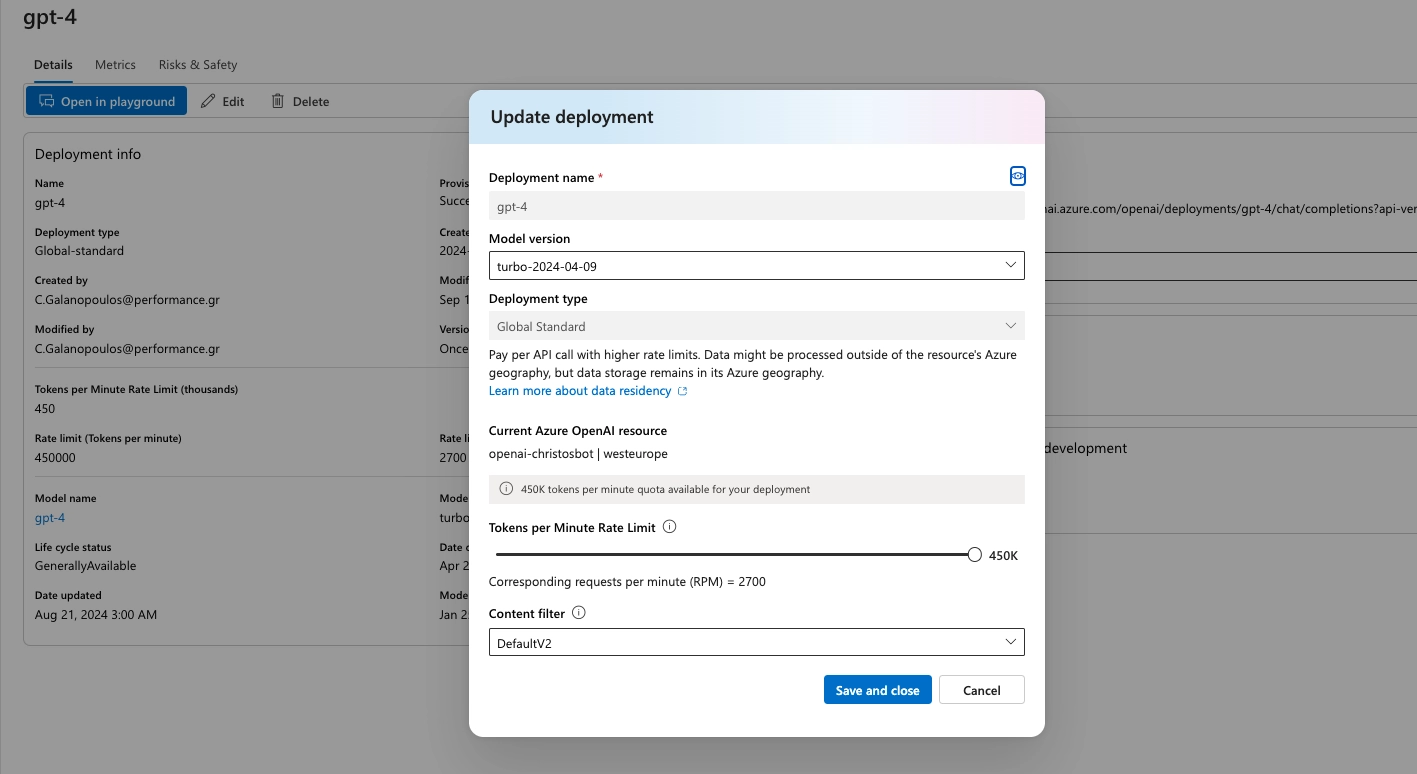 gpt-4
Details Metrics Risks & Safety
Open in playground Edit Delete
Deployment info
Name
gpt-4
Deployment type
Global-standard
Created by
C.Galanopoulos@performance.gr
Modified by
C.Galanopoulos@performance.gr
Tokens per Minute Rate Limit (thousands)
450
Rate limit (Tokens per minute)
450000
Model name
gpt-4
Life cycle status
GenerallyAvailable
Date updated
Aug 21, 2024 3:00 AM
Provis
Succe
Create
2024-
Modif
Sep 1
Versio
Once
Rate li
2700
Mode
turbo
Date d
Apr 2
Mode
Jan 2
nai.azure.com/openai/deployments/gpt-4/chat/completions?api-ver
development
Update deployment
Deployment name *
gpt-4
Model version
turbo-2024-04-09
Deployment type
Global Standard
Pay per API call with higher rate limits. Data might be processed outside of the resource's Azure
geography, but data storage remains in its Azure geography.
Learn more about data residency
Current Azure OpenAI resource
openai-christosbot | westeurope
450K tokens per minute quota available for your deployment
Tokens per Minute Rate Limit
450K
Corresponding requests per minute (RPM) = 2700
Content filter
DefaultV2
Save and close Cancel